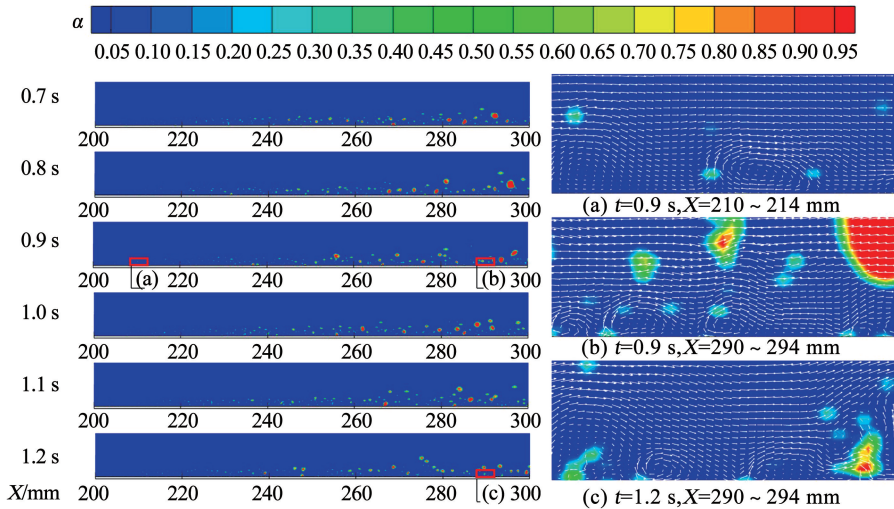 α
0.05 0.10 0.15 0.20 0.25 0.30 0.35 0.40 0.45 0.50 0.55 0.60 0.65 0.70 0.75 0.80 0.85 0.90 0.95
0.7 s
200 220 240 260 280 300
0.8 s
200 220 240 260 280 300
0.9 s
(a) (b)
200 220 240 260 280 300
1.0 s
200 220 240 260 280 300
1.1 s
200 220 240 260 280 300
1.2 s
X/mm 200 220 240 260 280 (c) 300
(a) t=0.9 s,X=210 ~ 214 mm
(b) t=0.9 s,X=290 ~ 294 mm
(c) t=1.2 s,X=290 ~ 294 mm